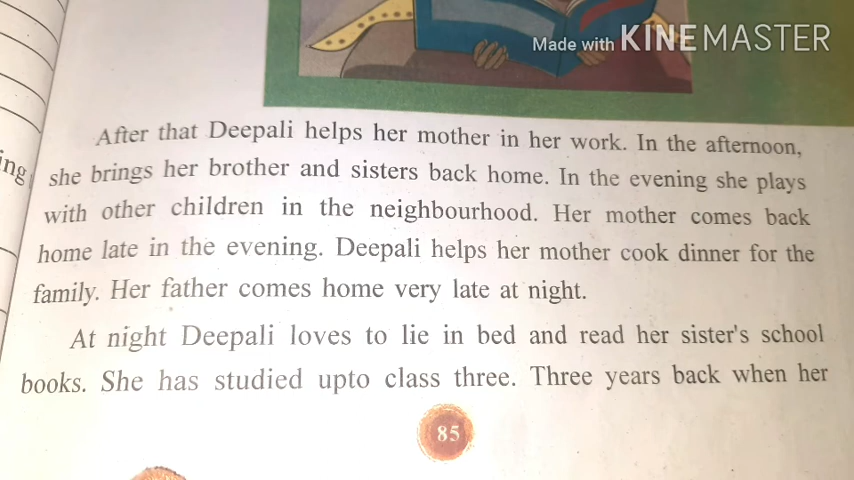 Made with KINEMASTER
After that Deepali helps her mother in her work. In the afternoon,
she brings her brother and sisters back home. In the evening she plays
with other children in the neighbourhood. Her mother comes back
home late in the evening. Deepali helps her mother cook dinner for the
family. Her father comes home very late at night.
At night Deepali loves to lie in bed and read her sister's school
books. She has studied upto class three. Three years back when her
85
ing